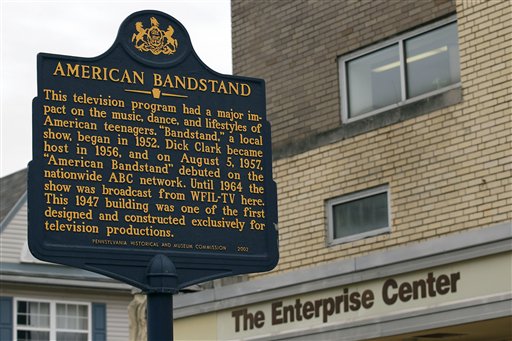 AMERICAN BANDSTAND
This television program had a major im-
pact on the music, dance, and lifestyles of
American teenagers. "Bandstand," a local
show, began in 1952. Dick Clark became
host in 1956, and on August 5, 1957,
"American Bandstand" debuted on the
nationwide ABC network. Until 1964 the
show was broadcast from WFIL-TV here.
This 1947 building was one of the first
designed and constructed exclusively for
television productions.
PENNSYLVANIA HISTORICAL AND MUSEUM COMMISSION 2002
The Enterprise Center